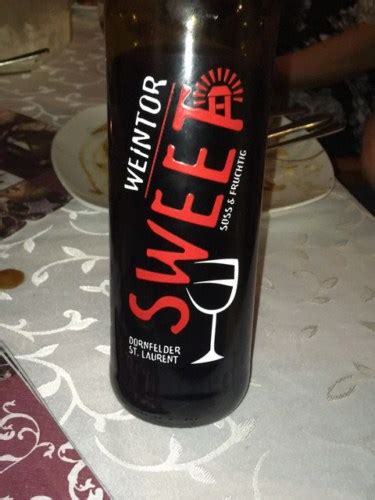 WEINTOR
SWEET
SÜSS & FRUCHTIG
DORNFELDER
ST. LAURENT